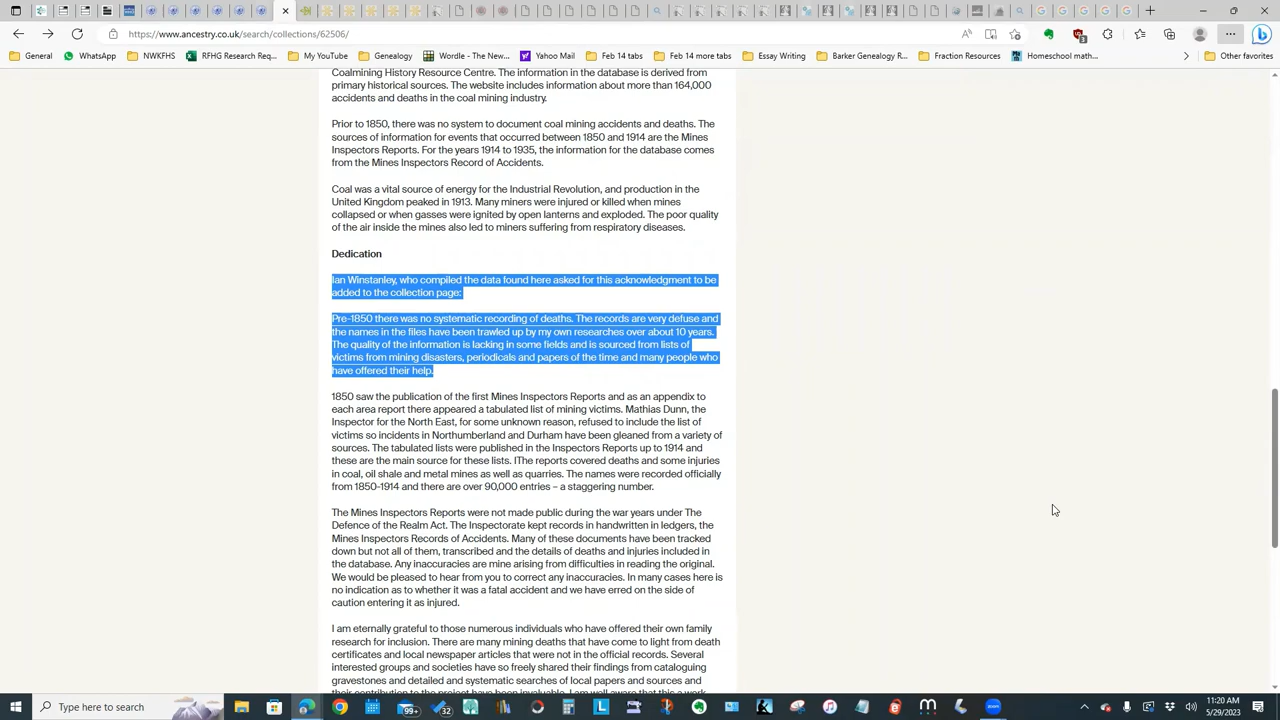 https://www.ancestry.co.uk/search/collections/62506/
General
WhatsApp
NWKFHS
RFHG Research Req...
My YouTube
Genealogy
Wordle - The New...
Yahoo Mail
Feb 14 tabs
Feb 14 more tabs
Essay Writing
Barker Genealogy R...
Fraction Resources
Homeschool math...
Other favorites
Coalmining History Resource Centre. The information in the database is derived from
primary historical sources. The website includes information about more than 164,000
accidents and deaths in the coal mining industry.
Prior to 1850, there was no system to document coal mining accidents and deaths. The
sources of information for events that occurred between 1850 and 1914 are the Mines
Inspectors Reports. For the years 1914 to 1935, the information for the database comes
from the Mines Inspectors Record of Accidents.
Coal was a vital source of energy for the Industrial Revolution, and production in the
United Kingdom peaked in 1913. Many miners were injured or killed when mines
collapsed or when gasses were ignited by open lanterns and exploded. The poor quality
of the air inside the mines also led to miners suffering from respiratory diseases.
Dedication
Ian Winstanley, who compiled the data found here asked for this acknowledgment to be
added to the collection page:
Pre-1850 there was no systematic recording of deaths. The records are very defuse and
the names in the files have been trawled up by my own researches over about 10 years.
The quality of the information is lacking in some fields and is sourced from lists of
victims from mining disasters, periodicals and papers of the time and many people who
have offered their help.
1850 saw the publication of the first Mines Inspectors Reports and as an appendix to
each area report there appeared a tabulated list of mining victims. Mathias Dunn, the
Inspector for the North East, for some unknown reason, refused to include the list of
victims so incidents in Northumberland and Durham have been gleaned from a variety of
sources. The tabulated lists were published in the Inspectors Reports up to 1914 and
these are the main source for these lists. IThe reports covered deaths and some injuries
in coal, oil shale and metal mines as well as quarries. The names were recorded officially
from 1850-1914 and there are over 90,000 entries – a staggering number.
The Mines Inspectors Reports were not made public during the war years under The
Defence of the Realm Act. The Inspectorate kept records in handwritten in ledgers, the
Mines Inspectors Records of Accidents. Many of these documents have been tracked
down but not all of them, transcribed and the details of deaths and injuries included in
the database. Any inaccuracies are mine arising from difficulties in reading the original.
We would be pleased to hear from you to correct any inaccuracies. In many cases here is
no indication as to whether it was a fatal accident and we have erred on the side of
caution entering it as injured.
I am eternally grateful to those numerous individuals who have offered their own family
research for inclusion. There are many mining deaths that have come to light from death
certificates and local newspaper articles that were not in the official records. Several
interested groups and societies have so freely shared their findings from cataloguing
gravestones and detailed and systematic searches of local papers and sources and
their contribution to the project have been invaluable. I am well aware that this a work
Type here to search
99+
32
zoom
11:20 AM
5/29/2023